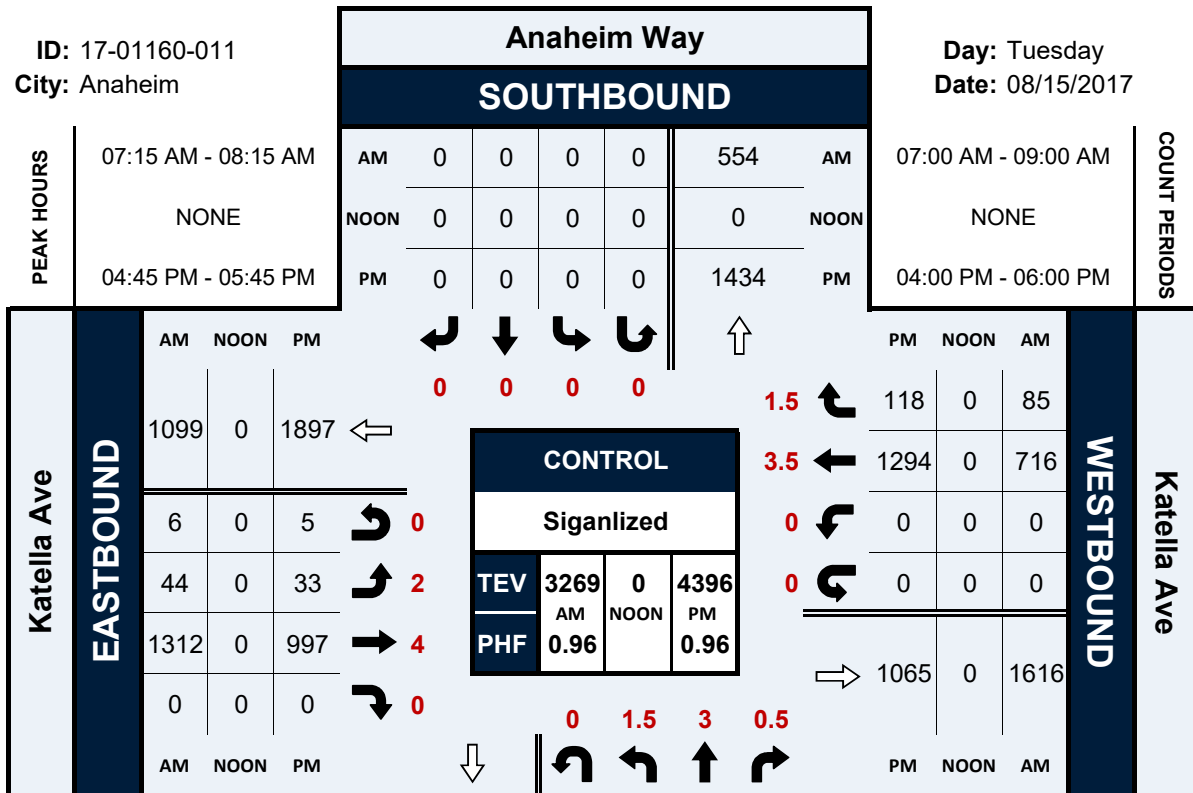 ID: 17-01160-011
City: Anaheim
Anaheim Way
SOUTHBOUND
Day: Tuesday
Date: 08/15/2017
PEAK HOURS
07:15 AM - 08:15 AM
NONE
04:45 PM - 05:45 PM
AM 0 0 0 0 554 AM
NOON 0 0 0 0 0 NOON
PM 0 0 0 0 1434 PM
07:00 AM - 09:00 AM
NONE
04:00 PM - 06:00 PM
COUNT PERIODS
0 0 0 0
Katella Ave
EASTBOUND
AM NOON PM
1099 0 1897
6 0 5 0
44 0 33 2
1312 0 997 4
0 0 0 0
AM NOON PM
CONTROL
Siganlized
TEV 3269 0 4396
AM NOON PM
PHF 0.96 0.96
PM NOON AM
1.5 118 0 85
3.5 1294 0 716
0 0 0 0
0 0 0 0
1065 0 1616
PM NOON AM
WESTBOUND
Katella Ave
0 1.5 3 0.5